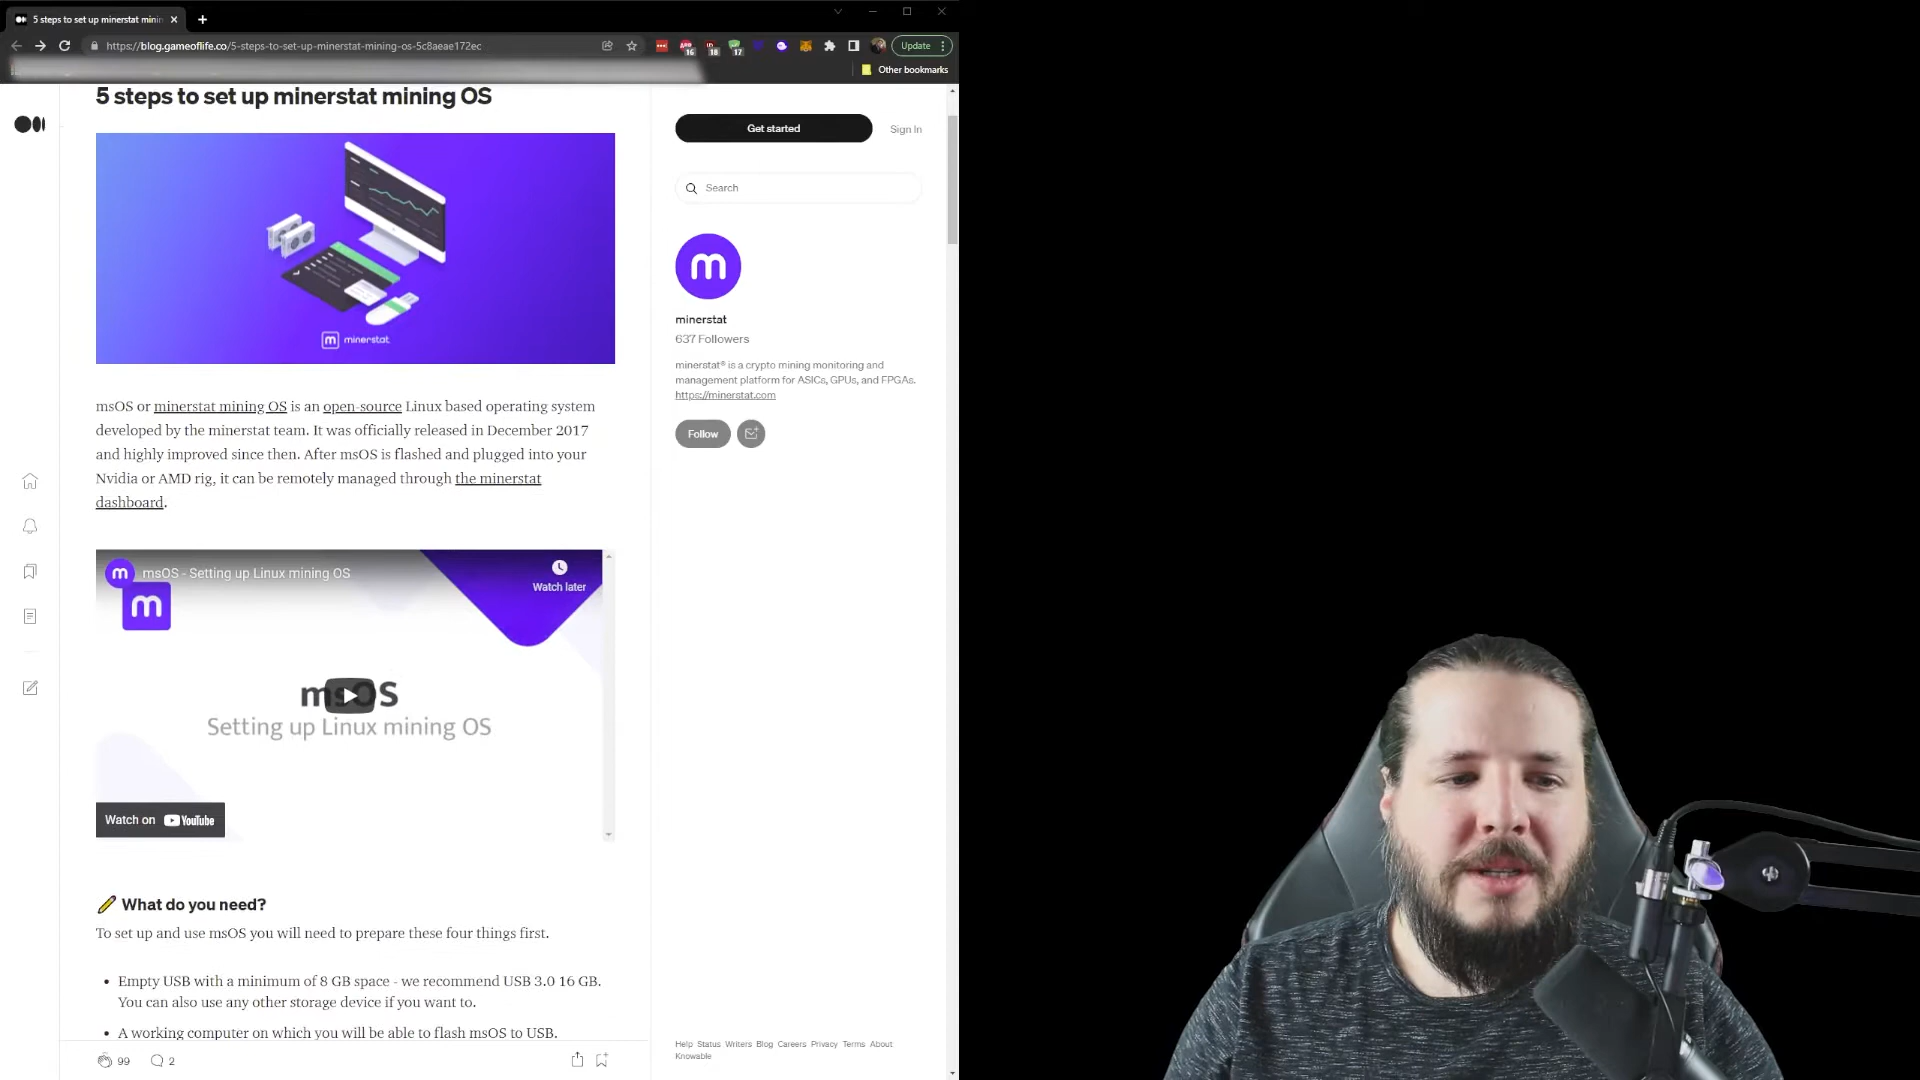 5 steps to set up minerstat minin
https://blog.gameoflife.co/5-steps-to-set-up-minerstat-mining-os-5c8aeae172ec
16
18
17
Update
Other bookmarks
5 steps to set up minerstat mining OS
minerstat
msOS or minerstat mining OS is an open-source Linux based operating system
developed by the minerstat team. It was officially released in December 2017
and highly improved since then. After msOS is flashed and plugged into your
Nvidia or AMD rig, it can be remotely managed through the minerstat
dashboard.
msOS - Setting up Linux mining OS
Watch later
msOS
Setting up Linux mining OS
Watch on YouTube
What do you need?
To set up and use msOS you will need to prepare these four things first.
• Empty USB with a minimum of 8 GB space - we recommend USB 3.0 16 GB.
You can also use any other storage device if you want to.
• A working computer on which you will be able to flash msOS to USB.
99
2
Get started
Sign In
Search
m
minerstat
637 Followers
minerstat® is a crypto mining monitoring and
management platform for ASICs, GPUs, and FPGAs.
https://minerstat.com
Follow
Help Status Writers Blog Careers Privacy Terms About
Knowable